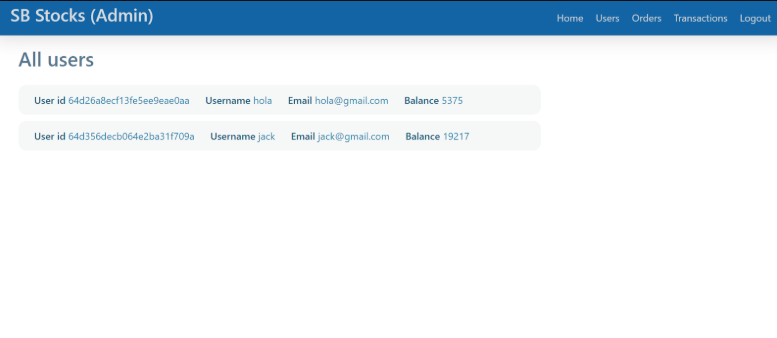 SB Stocks (Admin) Home Users Orders Transactions Logout
All users
User id 64d26a8ecf13fe5ee9eae0aa Username hola Email hola@gmail.com Balance 5375
User id 64d356decb064e2ba31f709a Username jack Email jack@gmail.com Balance 19217